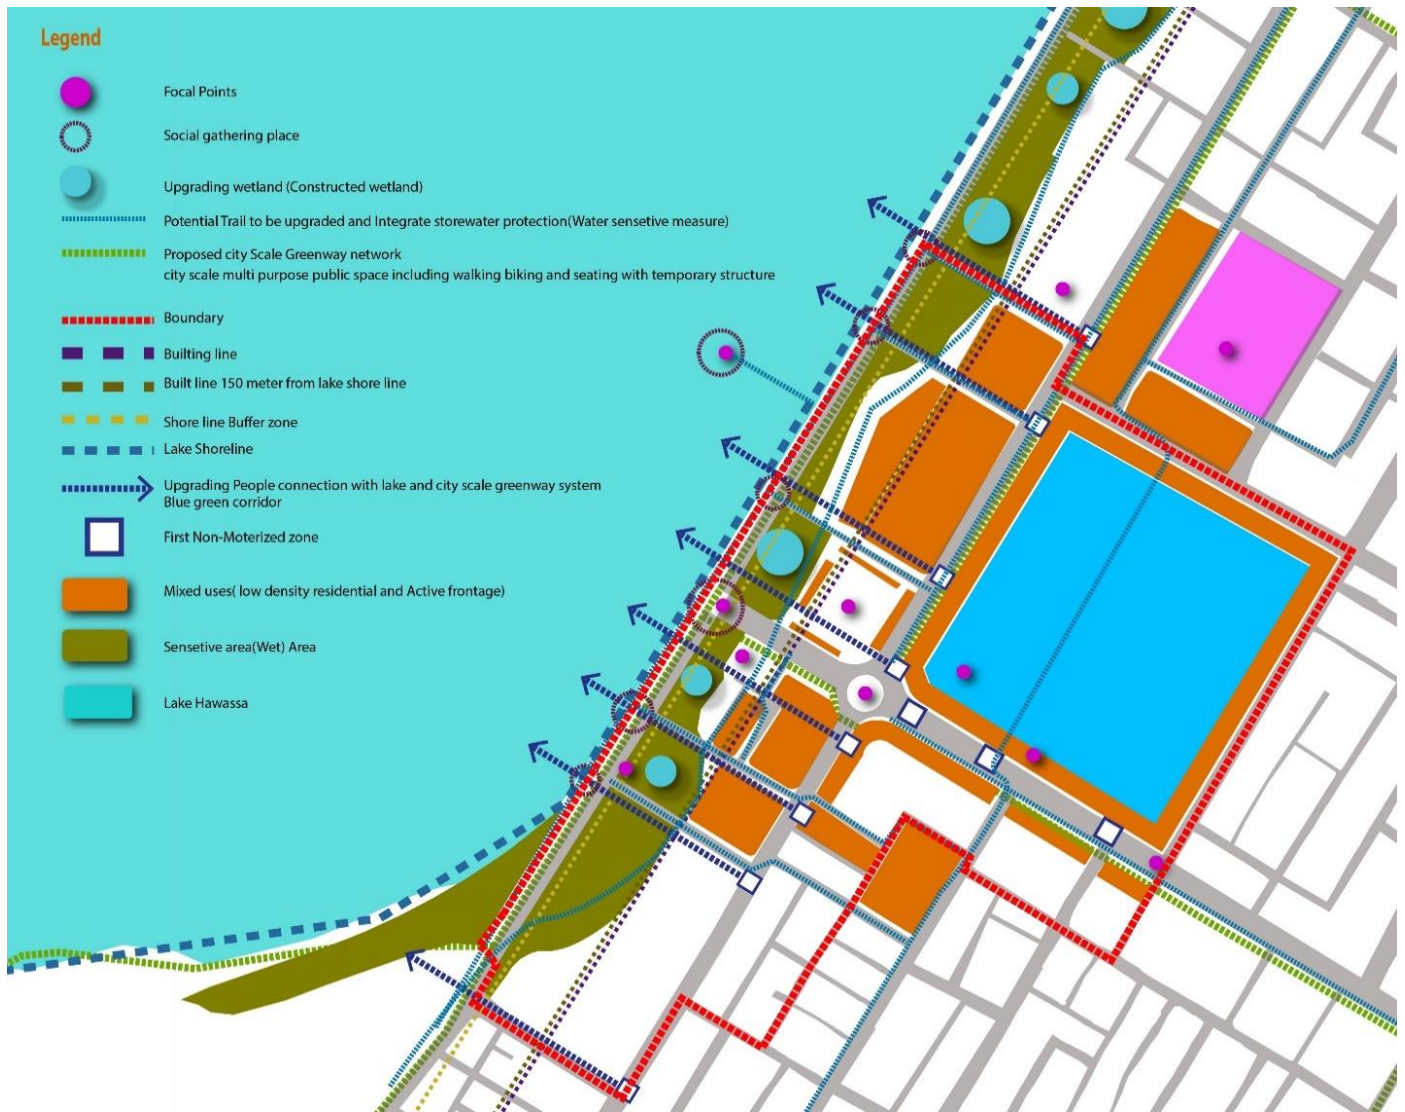 Legend
Focal Points
Social gathering place
Upgrading wetland (Constructed wetland)
Potential Trail to be upgraded and Integrate storewater protection(Water sensetive measure)
Proposed city Scale Greenway network
city scale multi purpose public space including walking biking and seating with temporary structure
Boundary
Builting line
Built line 150 meter from lake shore line
Shore line Buffer zone
Lake Shoreline
Upgrading People connection with lake and city scale greenway system
Blue green corridor
First Non-Moterized zone
Mixed uses( low density residential and Active frontage)
Sensetive area(Wet) Area
Lake Hawassa